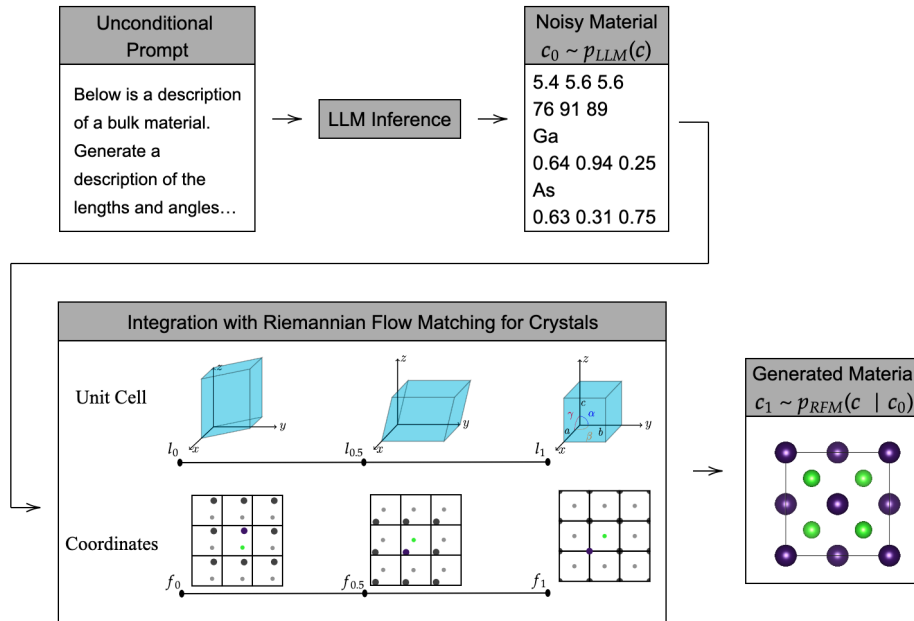 Unconditional
Prompt
Below is a description
of a bulk material.
Generate a
description of the
lengths and angles…
LLM Inference
Noisy Material
c₀ ~ p_LLM(c)
5.4 5.6 5.6
76 91 89
Ga
0.64 0.94 0.25
As
0.63 0.31 0.75
Integration with Riemannian Flow Matching for Crystals
Unit Cell
z
y
x
z
y
x
z
y
x
c
γ
α
a
β
b
l₀
l₀.₅
l₁
Coordinates
f₀
f₀.₅
f₁
Generated Material
c₁ ~ p_RFM(c | c₀)